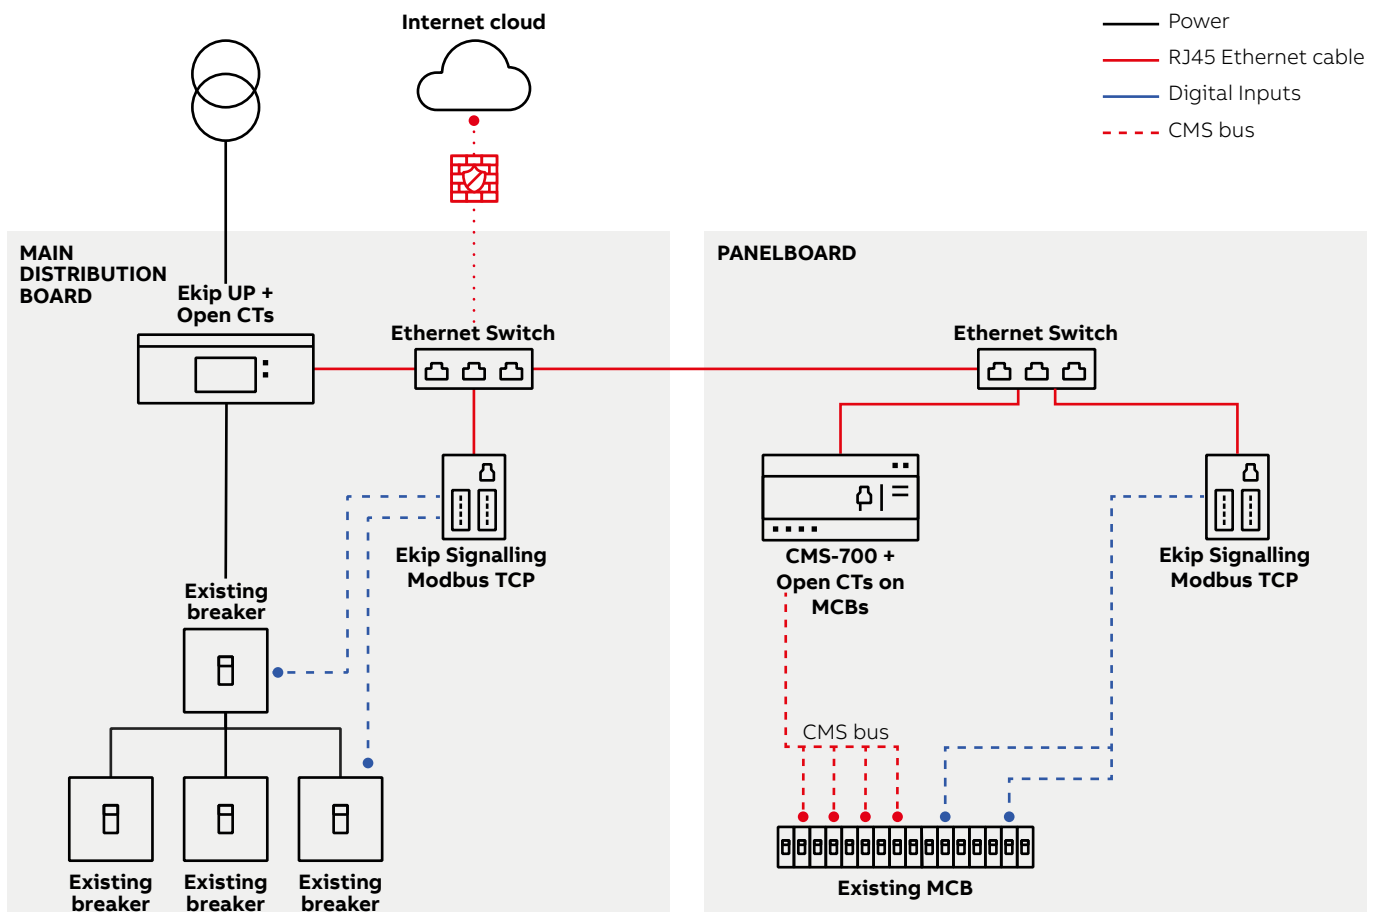 Internet cloud
Power
RJ45 Ethernet cable
Digital Inputs
CMS bus
MAIN
DISTRIBUTION
BOARD
Ekip UP +
Open CTs
Ethernet Switch
Ekip Signalling
Modbus TCP
Existing
breaker
Existing
breaker
Existing
breaker
Existing
breaker
PANELBOARD
Ethernet Switch
CMS-700 +
Open CTs on
MCBs
Ekip Signalling
Modbus TCP
CMS bus
Existing MCB